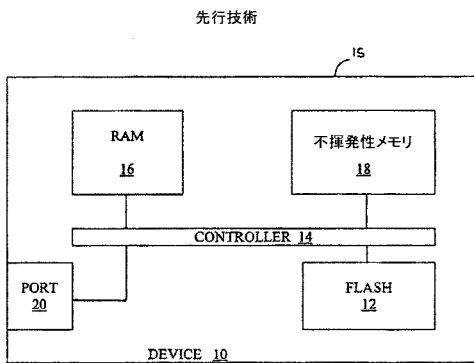 先行技術
15
RAM
16
不揮発性メモリ
18
CONTROLLER 14
PORT
20
FLASH
12
DEVICE 10